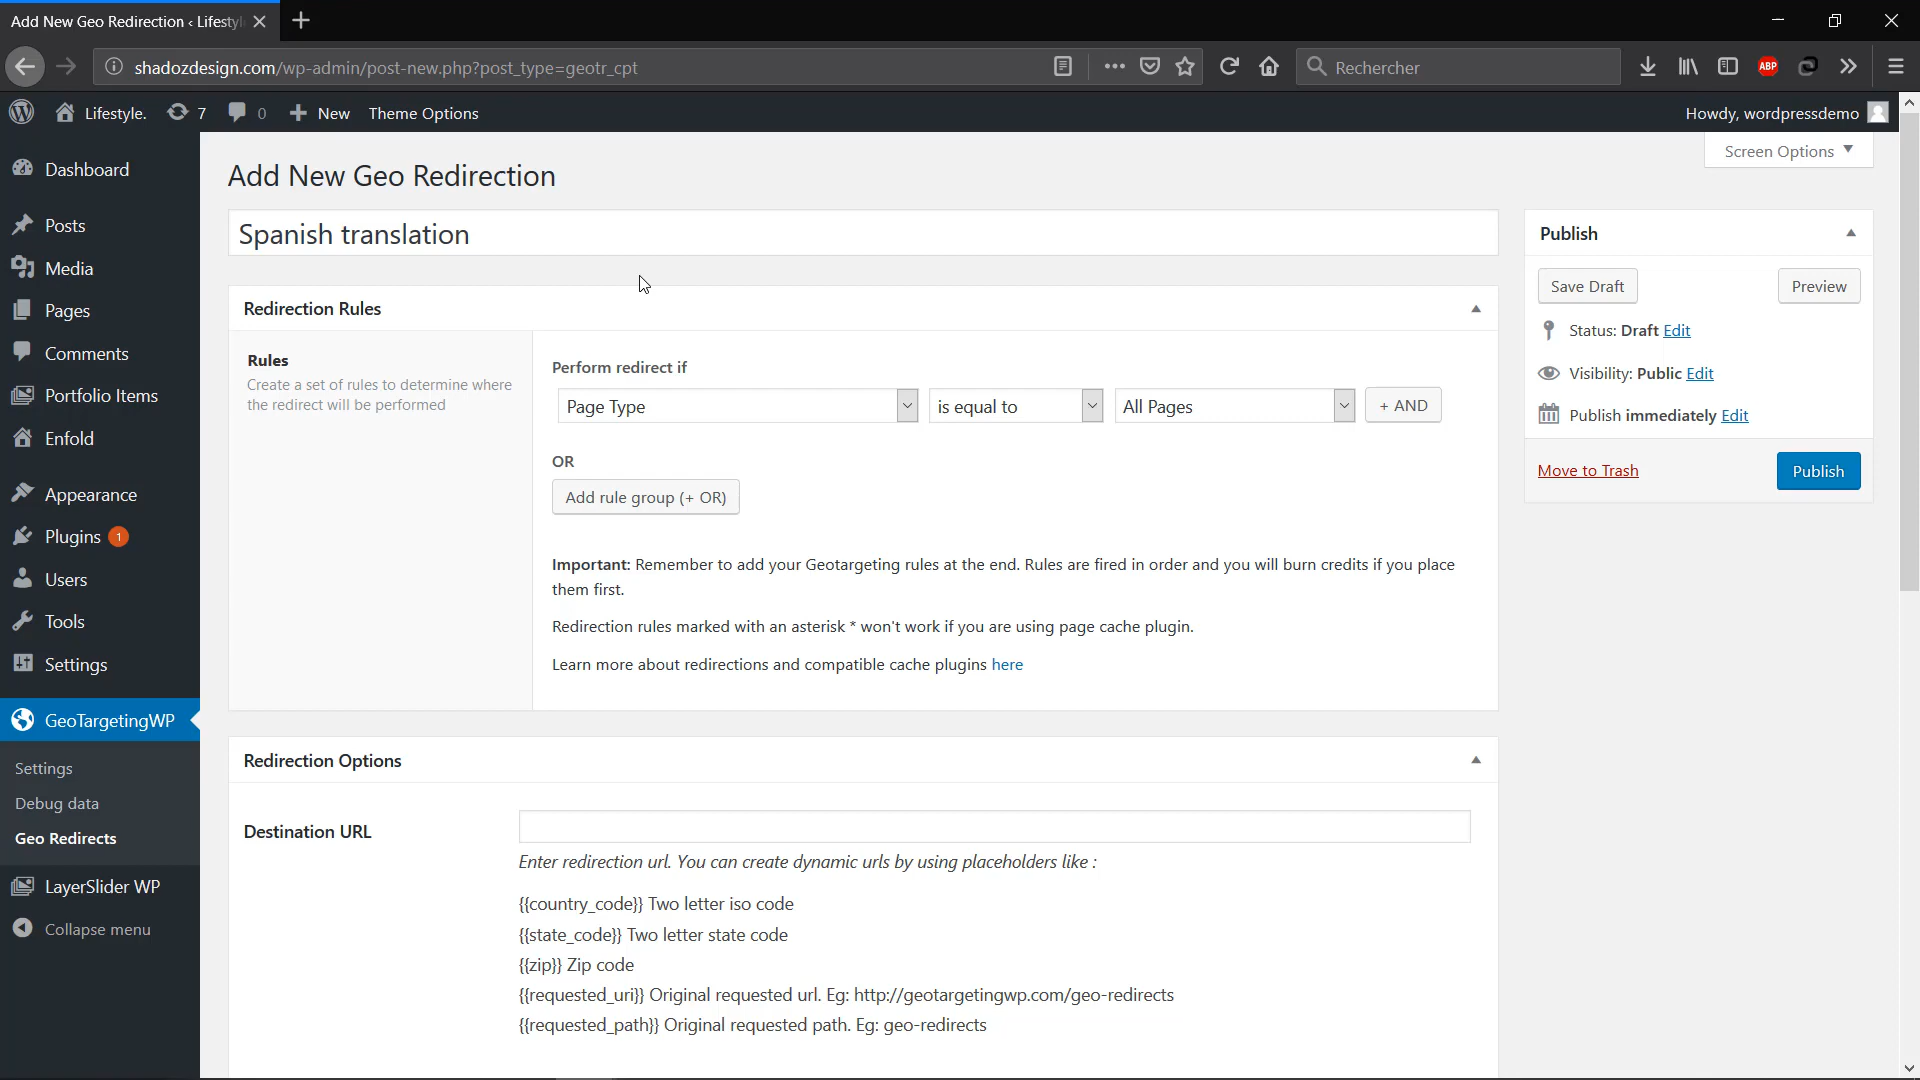 Add New Geo Redirection ‹ Lifestyl
shadozdesign.com/wp-admin/post-new.php?post_type=geotr_cpt
Rechercher
ABP
Lifestyle.
7
0
New
Theme Options
Howdy, wordpressdemo
Screen Options
Dashboard
Posts
Media
Pages
Comments
Portfolio Items
Enfold
Appearance
Plugins 1
Users
Tools
Settings
GeoTargetingWP
Settings
Debug data
Geo Redirects
LayerSlider WP
Collapse menu
Add New Geo Redirection
Spanish translation
Redirection Rules
Rules
Create a set of rules to determine where
the redirect will be performed
Perform redirect if
Page Type
is equal to
All Pages
+ AND
OR
Add rule group (+ OR)
Important: Remember to add your Geotargeting rules at the end. Rules are fired in order and you will burn credits if you place
them first.
Redirection rules marked with an asterisk * won't work if you are using page cache plugin.
Learn more about redirections and compatible cache plugins here
Redirection Options
Destination URL
Enter redirection url. You can create dynamic urls by using placeholders like :
{{country_code}} Two letter iso code
{{state_code}} Two letter state code
{{zip}} Zip code
{{requested_uri}} Original requested url. Eg: http://geotargetingwp.com/geo-redirects
{{requested_path}} Original requested path. Eg: geo-redirects
Publish
Save Draft
Preview
Status: Draft Edit
Visibility: Public Edit
Publish immediately Edit
Move to Trash
Publish